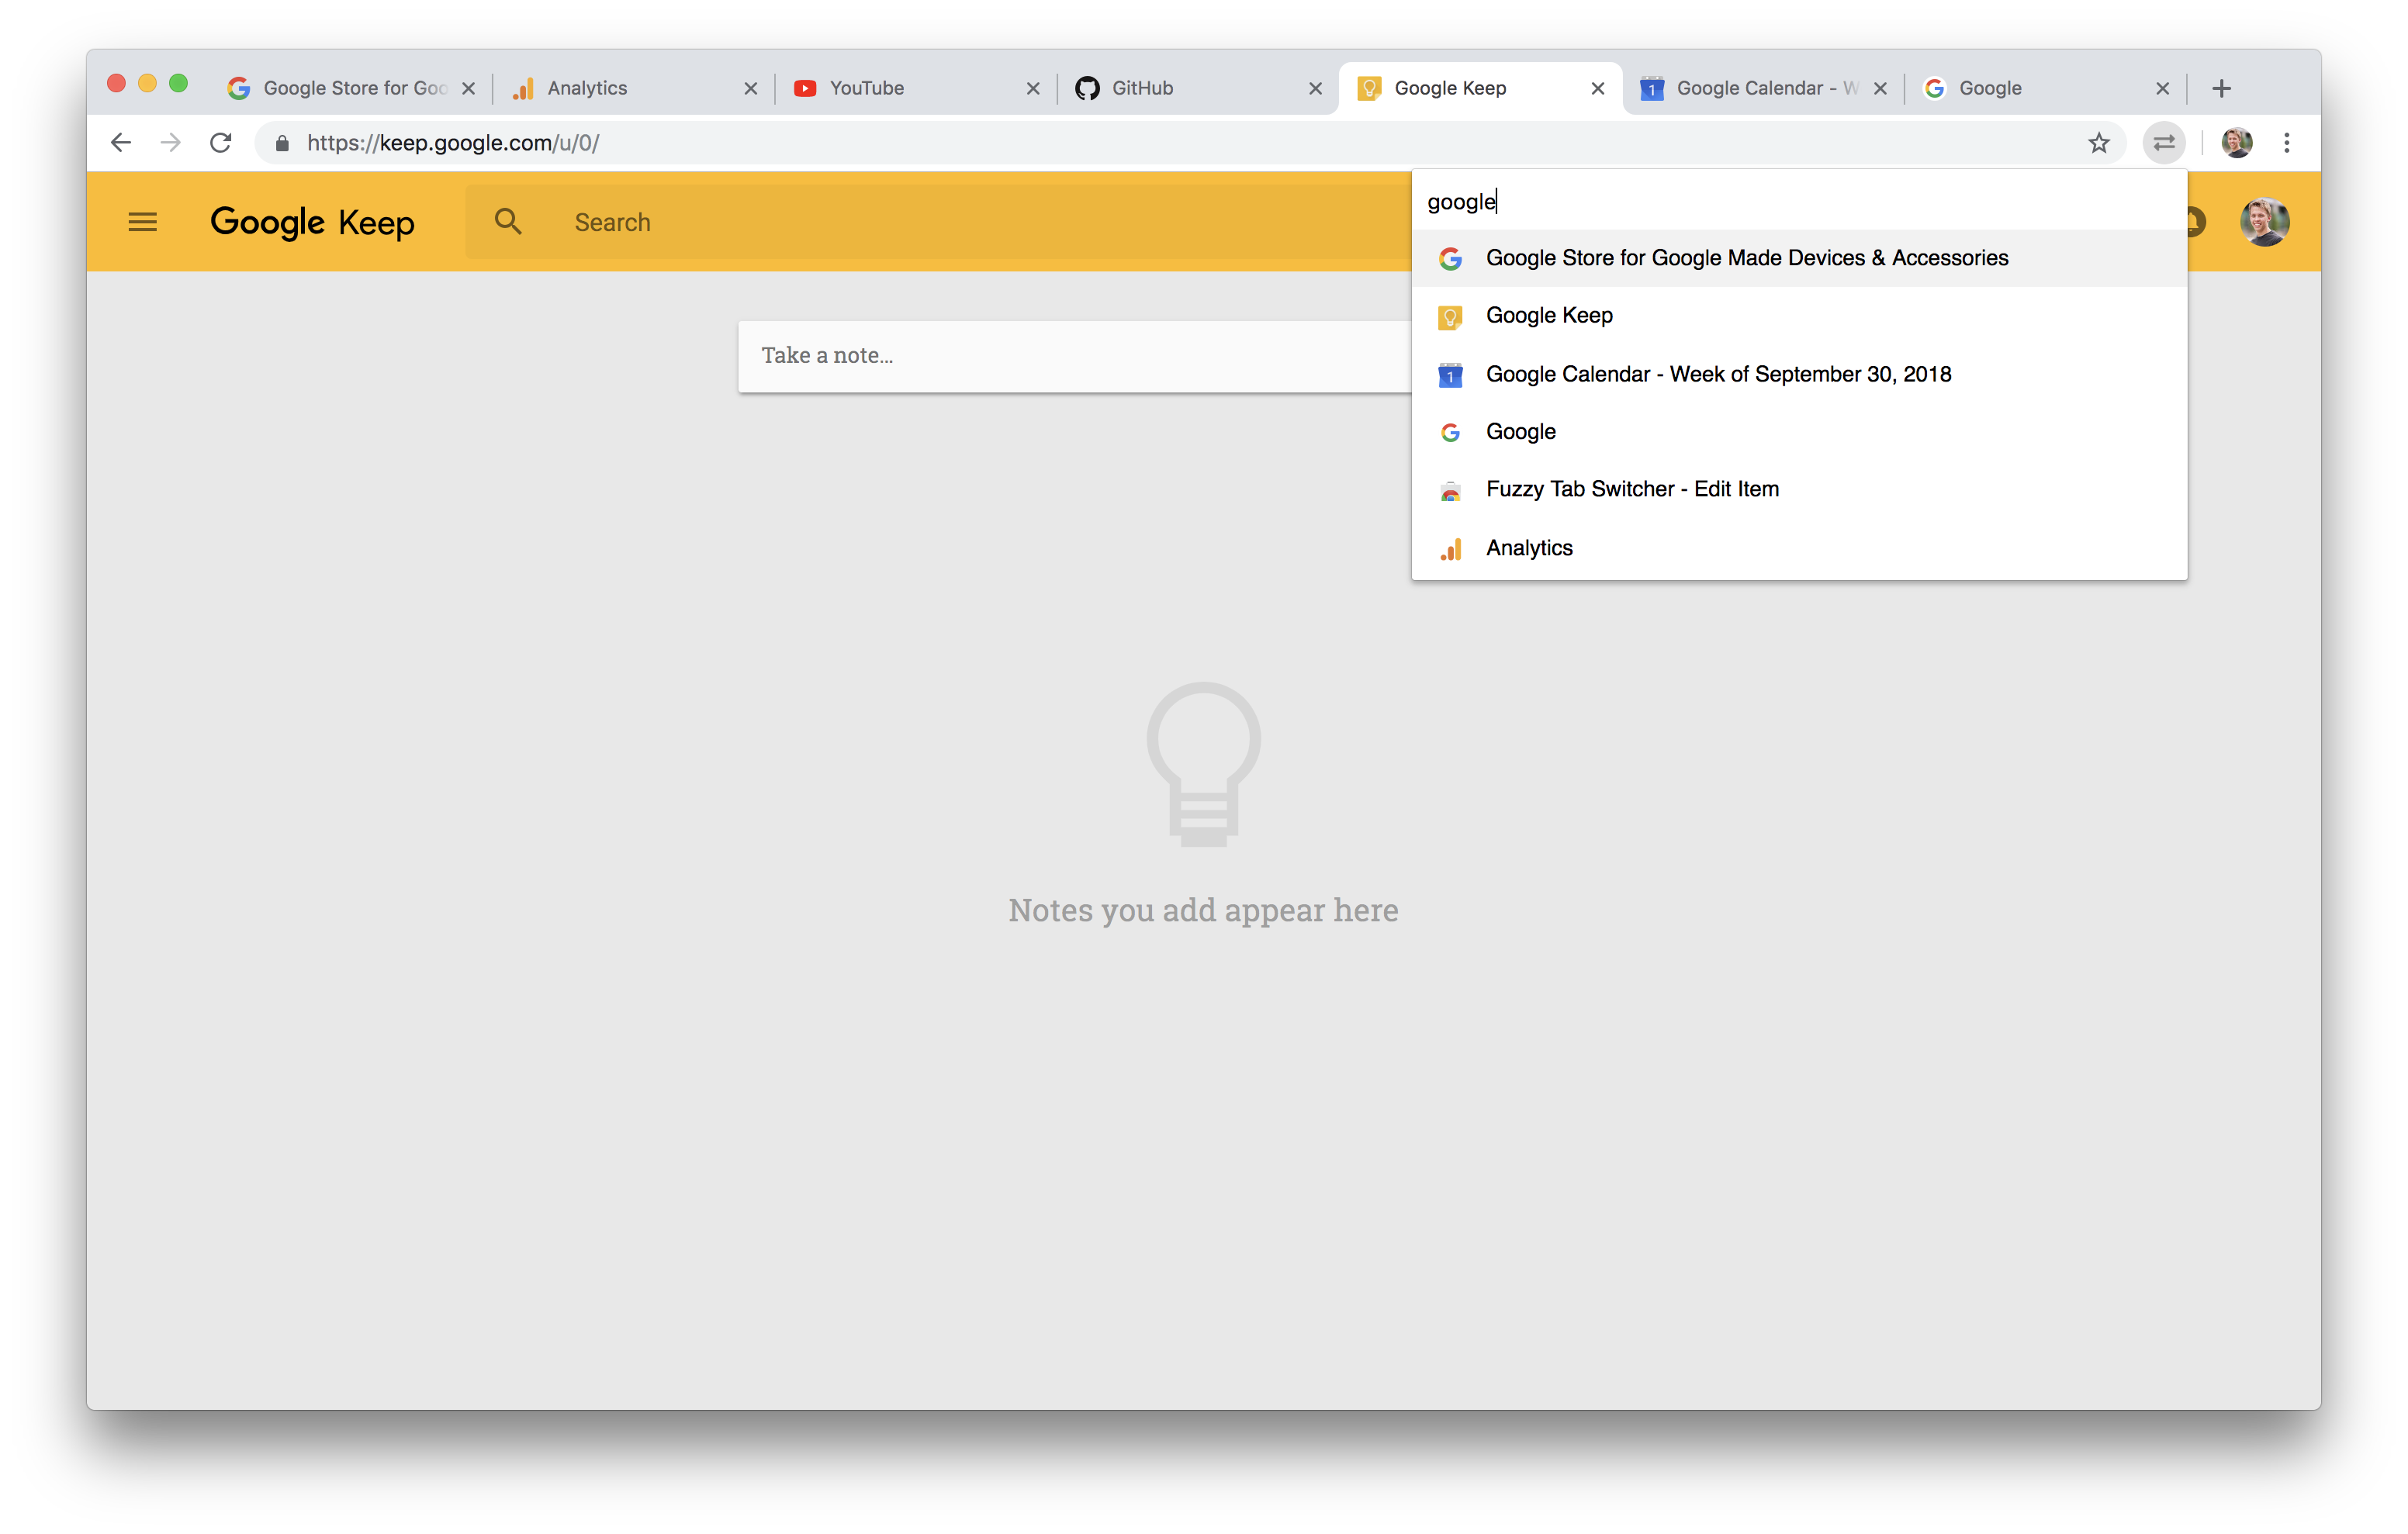 Google Store for Goo
Analytics
YouTube
GitHub
Google Keep
Google Calendar - W
Google
https://keep.google.com/u/0/
Google Keep
Search
google
Google Store for Google Made Devices & Accessories
Google Keep
1 Google Calendar - Week of September 30, 2018
Google
Fuzzy Tab Switcher - Edit Item
Analytics
Take a note...
Notes you add appear here